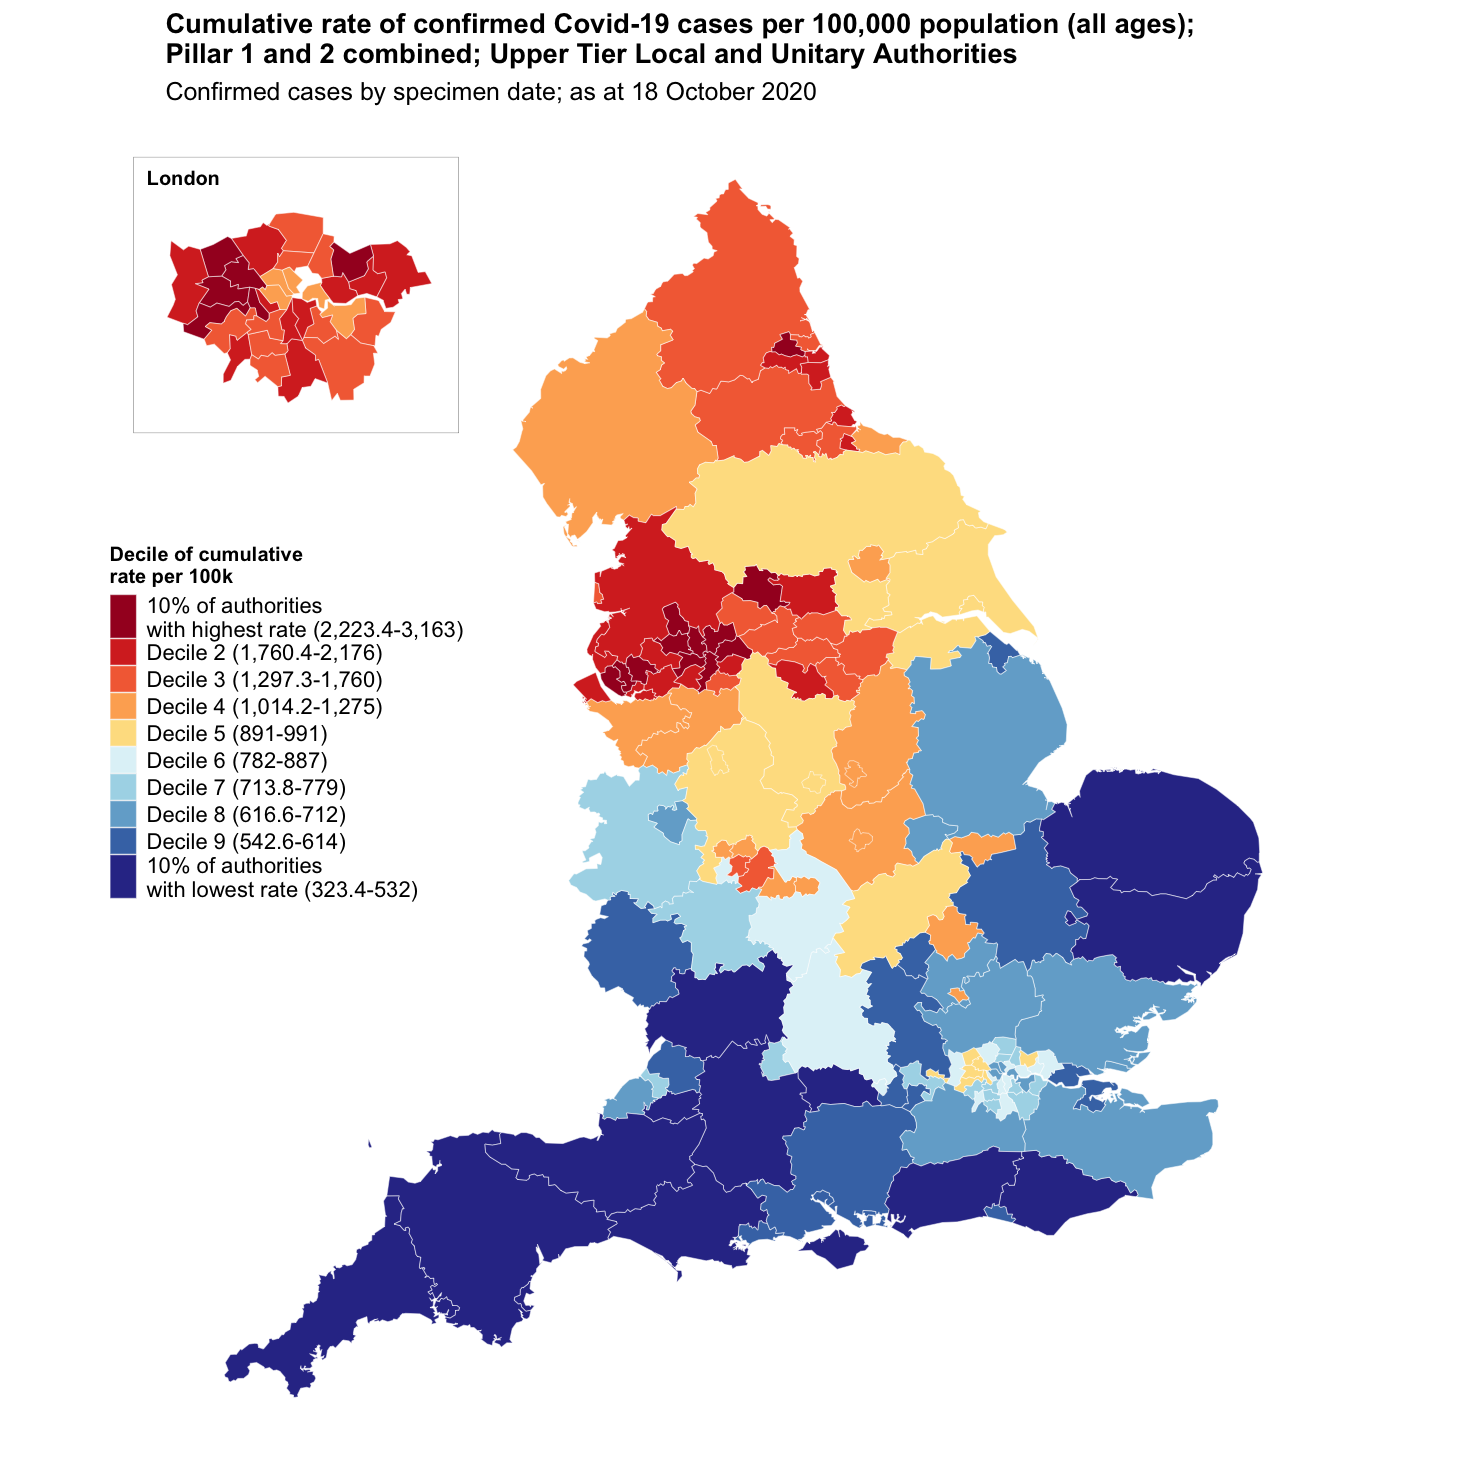 Cumulative rate of confirmed Covid-19 cases per 100,000 population (all ages);
Pillar 1 and 2 combined; Upper Tier Local and Unitary Authorities
Confirmed cases by specimen date; as at 18 October 2020
London
Decile of cumulative
rate per 100k
10% of authorities
with highest rate (2,223.4-3,163)
Decile 2 (1,760.4-2,176)
Decile 3 (1,297.3-1,760)
Decile 4 (1,014.2-1,275)
Decile 5 (891-991)
Decile 6 (782-887)
Decile 7 (713.8-779)
Decile 8 (616.6-712)
Decile 9 (542.6-614)
10% of authorities
with lowest rate (323.4-532)